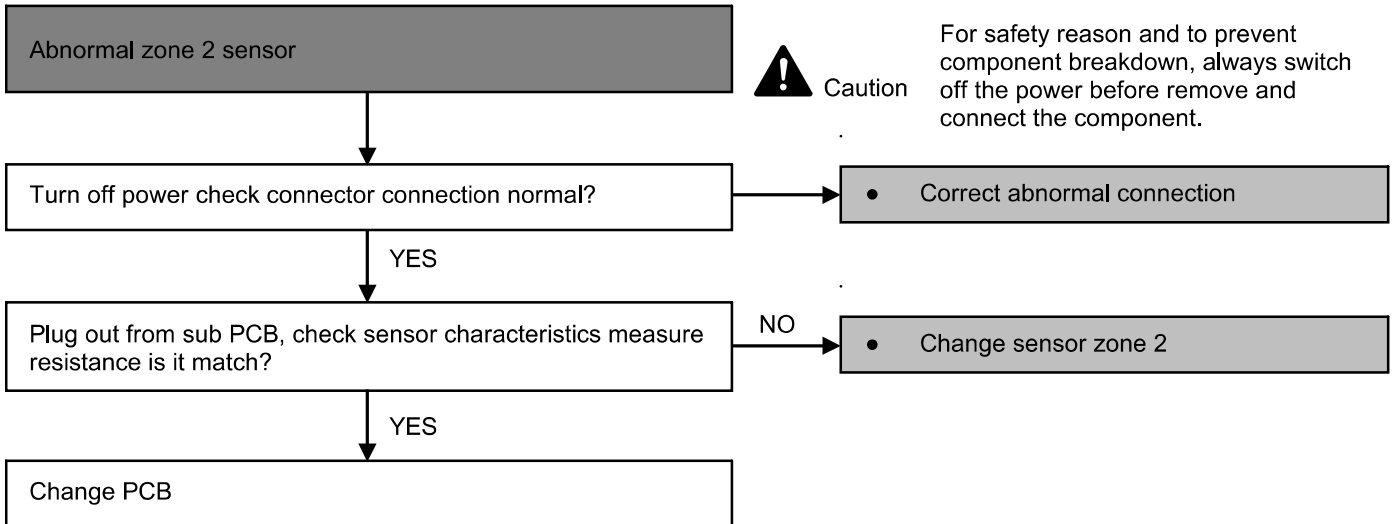 Abnormal zone 2 sensor
Caution
For safety reason and to prevent
component breakdown, always switch
off the power before remove and
connect the component.
Turn off power check connector connection normal?
• Correct abnormal connection
YES
Plug out from sub PCB, check sensor characteristics measure
resistance is it match?
NO
• Change sensor zone 2
YES
Change PCB